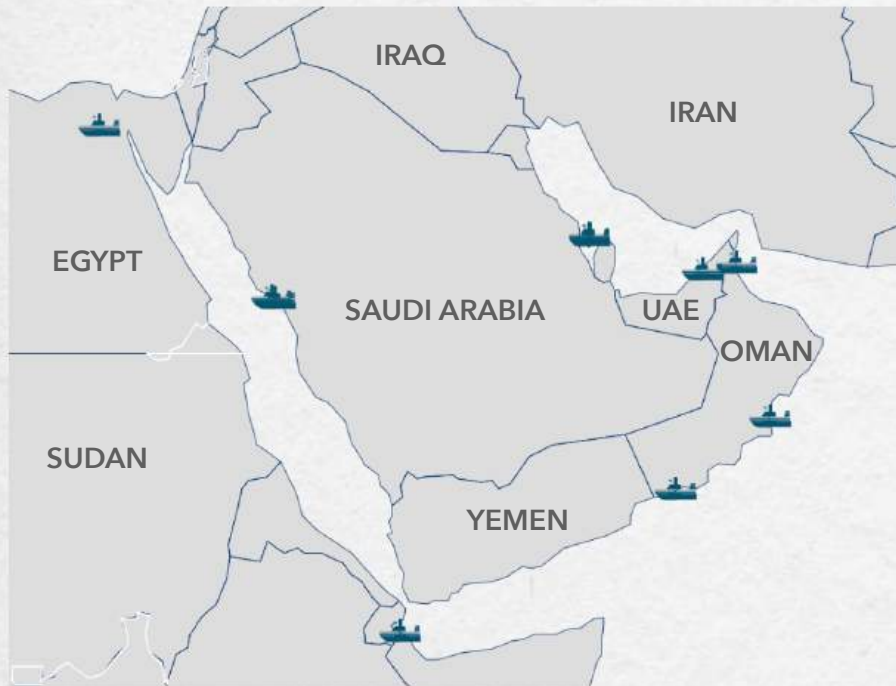 IRAQ
IRAN
EGYPT
SAUDI ARABIA
UAE
OMAN
SUDAN
YEMEN